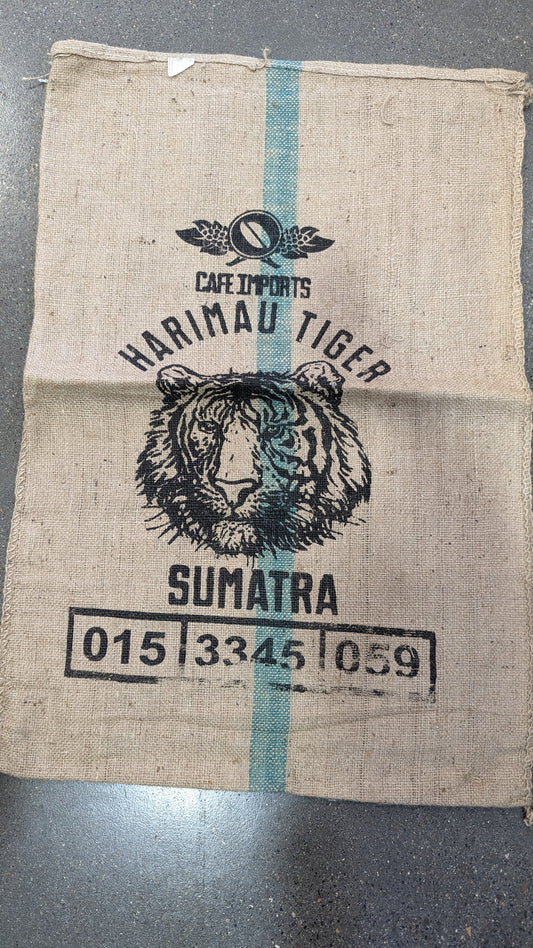 CAFE IMPORTS
HARIMAU TIGER
SUMATRA
015 3345 059